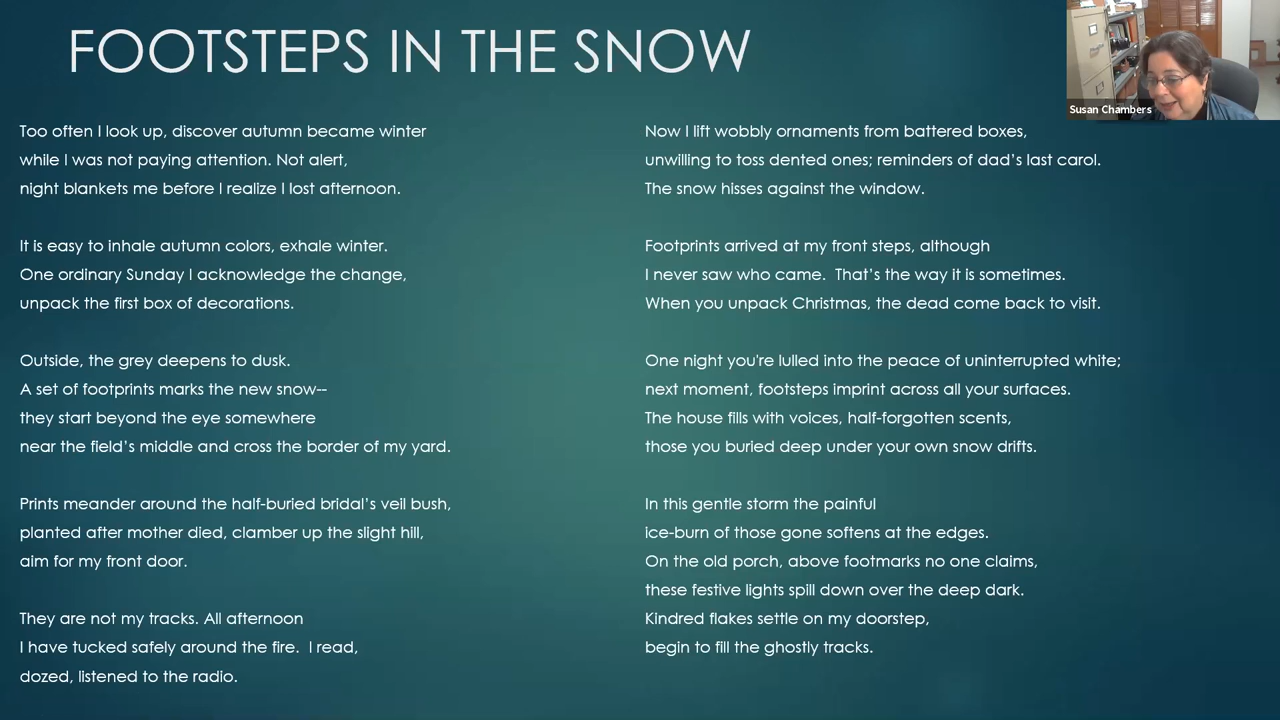 FOOTSTEPS IN THE SNOW
Susan Chambers
Too often I look up, discover autumn became winter
while I was not paying attention. Not alert,
night blankets me before I realize I lost afternoon.
It is easy to inhale autumn colors, exhale winter.
One ordinary Sunday I acknowledge the change,
unpack the first box of decorations.
Outside, the grey deepens to dusk.
A set of footprints marks the new snow--
they start beyond the eye somewhere
near the field's middle and cross the border of my yard.
Prints meander around the half-buried bridal's veil bush,
planted after mother died, clamber up the slight hill,
aim for my front door.
They are not my tracks. All afternoon
I have tucked safely around the fire.  I read,
dozed, listened to the radio.
Now I lift wobbly ornaments from battered boxes,
unwilling to toss dented ones; reminders of dad's last carol.
The snow hisses against the window.
Footprints arrived at my front steps, although
I never saw who came.  That's the way it is sometimes.
When you unpack Christmas, the dead come back to visit.
One night you're lulled into the peace of uninterrupted white;
next moment, footsteps imprint across all your surfaces.
The house fills with voices, half-forgotten scents,
those you buried deep under your own snow drifts.
In this gentle storm the painful
ice-burn of those gone softens at the edges.
On the old porch, above footmarks no one claims,
these festive lights spill down over the deep dark.
Kindred flakes settle on my doorstep,
begin to fill the ghostly tracks.